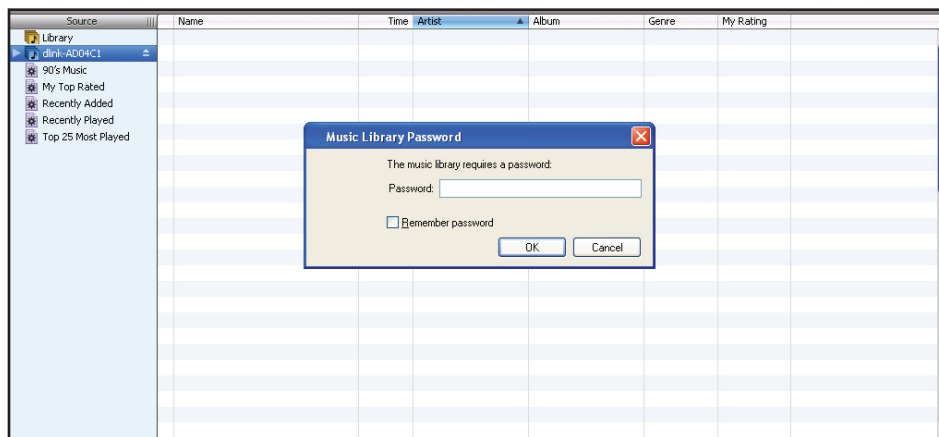 Source Name Time Artist Album Genre My Rating
Library
dlink-AD04C1
90's Music
My Top Rated
Recently Added
Recently Played
Top 25 Most Played
Music Library Password
The music library requires a password:
Password:
Remember password
OK Cancel